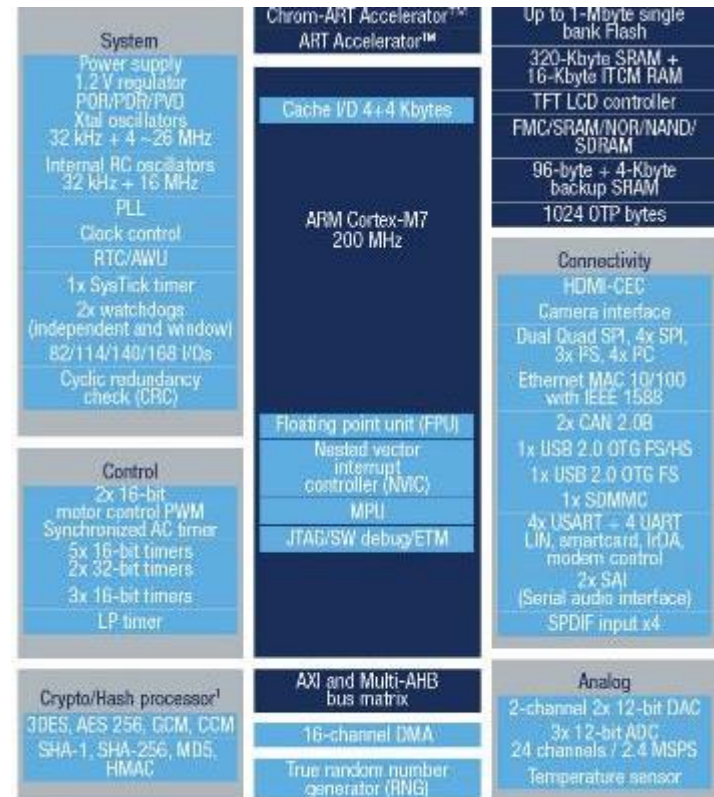 System
Power supply
1.2 V regulator
POR/PDR/PVD
Xtal oscillators
32 kHz + 4 ~26 MHz
Internal RC oscillators
32 kHz + 16 MHz
PLL
Clock control
RTC/AWU
1x SysTick timer
2x watchdogs
(independent and window)
82/114/140/168 I/Os
Cyclic redundancy
check (CRC)
Control
2x 16-bit
motor control PWM
Synchronized AC timer
5x 16-bit timers
2x 32-bit timers
3x 16-bit timers
LP timer
Crypto/Hash processor¹
3DES, AES 256, GCM, CCM
SHA-1, SHA-256, MD5,
HMAC
Chrom-ART Accelerator™
ART Accelerator™
Cache I/D 4+4 Kbytes
ARM Cortex-M7
200 MHz
Floating point unit (FPU)
Nested vector
interrupt
controller (NVIC)
MPU
JTAG/SW debug/ETM
AXI and Multi-AHB
bus matrix
16-channel DMA
True random number
generator (RNG)
Up to 1-Mbyte single
bank Flash
320-Kbyte SRAM +
16-Kbyte ITCM RAM
TFT LCD controller
FMC/SRAM/NOR/NAND/
SDRAM
96-byte + 4-Kbyte
backup SRAM
1024 OTP bytes
Connectivity
HDMI-CEC
Camera interface
Dual Quad SPI, 4x SPI,
3x I²S, 4x I²C
Ethernet MAC 10/100
with IEEE 1588
2x CAN 2.0B
1x USB 2.0 OTG FS/HS
1x USB 2.0 OTG FS
1x SDMMC
4x USART + 4 UART
LIN, smartcard, IrDA,
modem control
2x SAI
(Serial audio interface)
SPDIF input x4
Analog
2-channel 2x 12-bit DAC
3x 12-bit ADC
24 channels / 2.4 MSPS
Temperature sensor